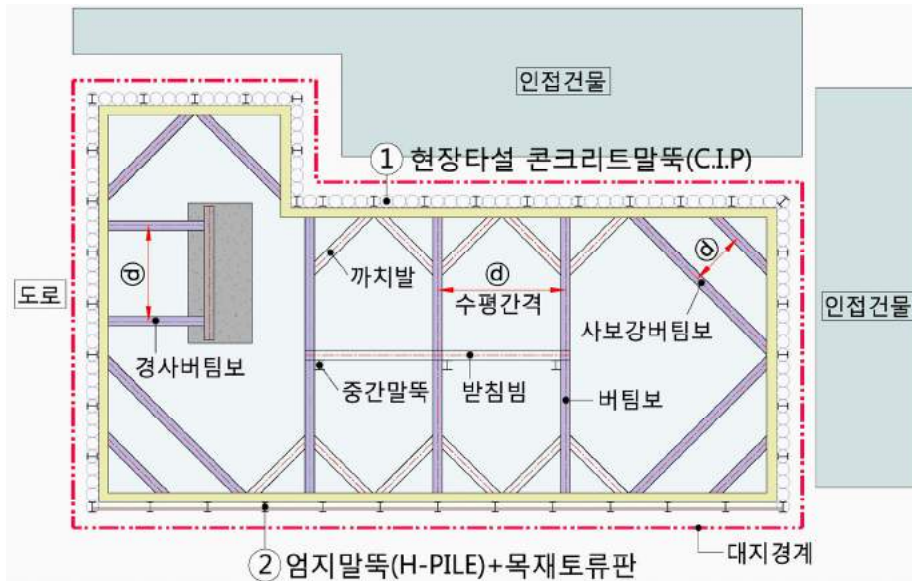 인접건물
① 현장타설 콘크리트말뚝(C.I.P)
까치발
ⓓ
수평간격
ⓓ
사보강버팀보
ⓓ
도로
인접건물
경사버팀보
중간말뚝
받침빔
버팀보
② 엄지말뚝(H-PILE)+목재토류판
대지경계